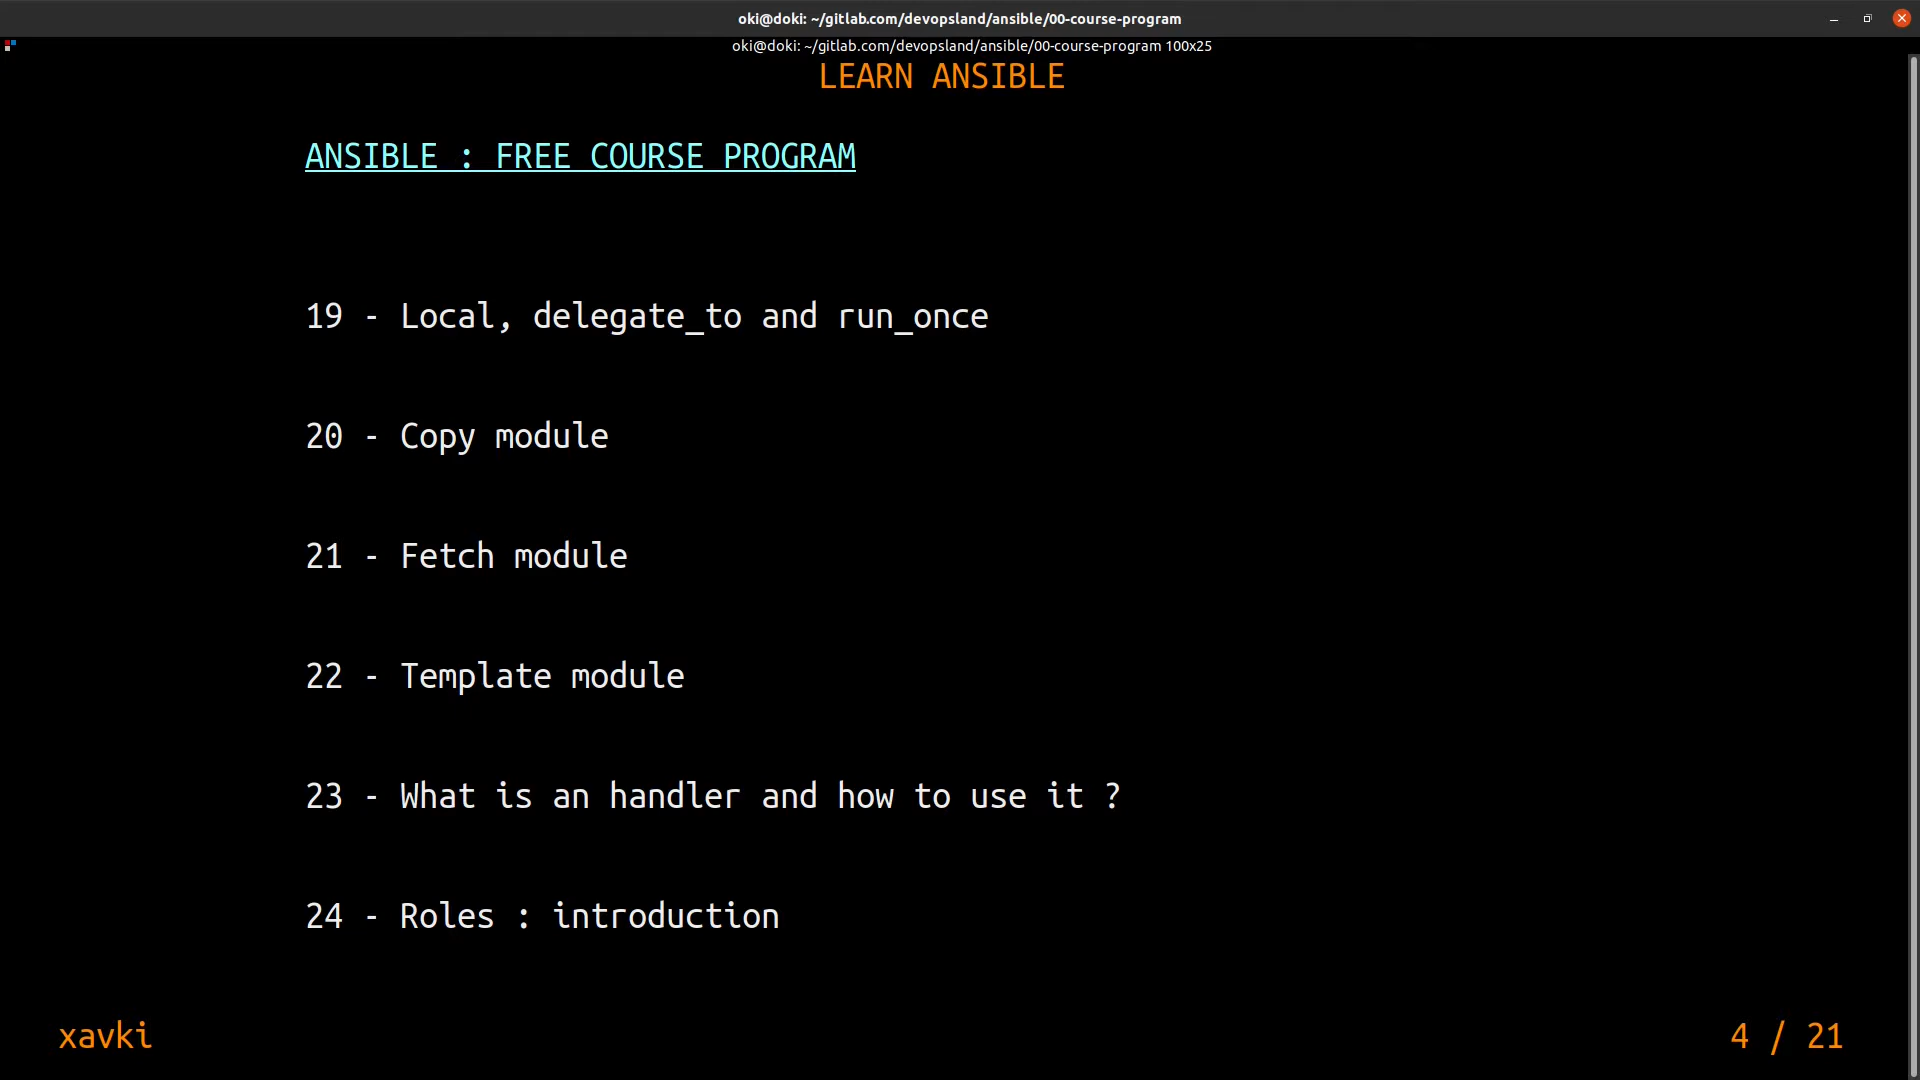 oki@doki: ~/gitlab.com/devopsland/ansible/00-course-program
oki@doki: ~/gitlab.com/devopsland/ansible/00-course-program 100x25
LEARN ANSIBLE
ANSIBLE : FREE COURSE PROGRAM
19 - Local, delegate_to and run_once
20 - Copy module
21 - Fetch module
22 - Template module
23 - What is an handler and how to use it ?
24 - Roles : introduction
xavki
4 / 21